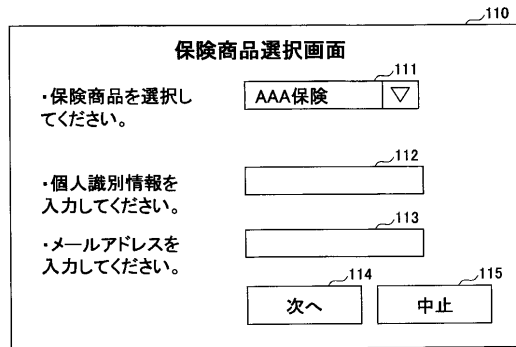 110
保険商品選択画面
111
・保険商品を選択し
てください。
AAA保険 ▽
112
・個人識別情報を
入力してください。
113
・メールアドレスを
入力してください。
114
115
次へ
中止